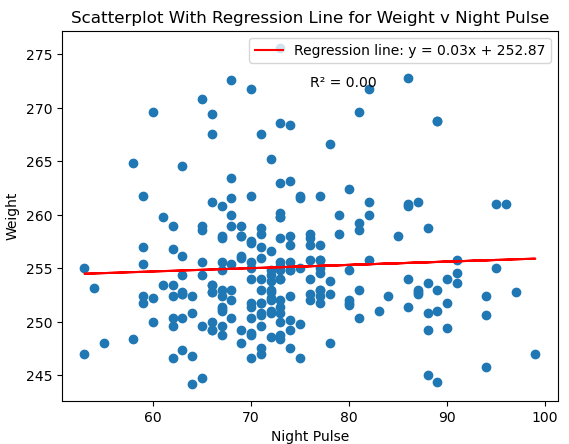 Scatterplot With Regression Line for Weight v Night Pulse
Regression line: y = 0.03x + 252.87
R² = 0.00
275
270
265
260
255
250
245
Weight
60
70
80
90
100
Night Pulse